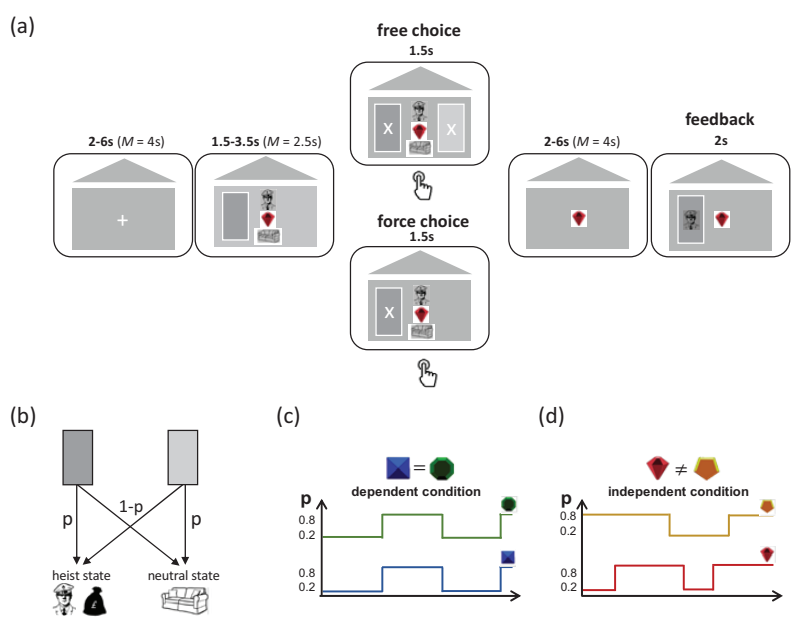 (a)
free choice
1.5s
X X
2-6s (M = 4s)
1.5-3.5s (M = 2.5s)
2-6s (M = 4s)
feedback
2s
+
force choice
1.5s
X
(b)
(c)
(d)
=
≠
dependent condition
independent condition
p
1-p
p
heist state
neutral state
£
p
0.8
0.2
0.8
0.2
p
0.8
0.2
0.8
0.2